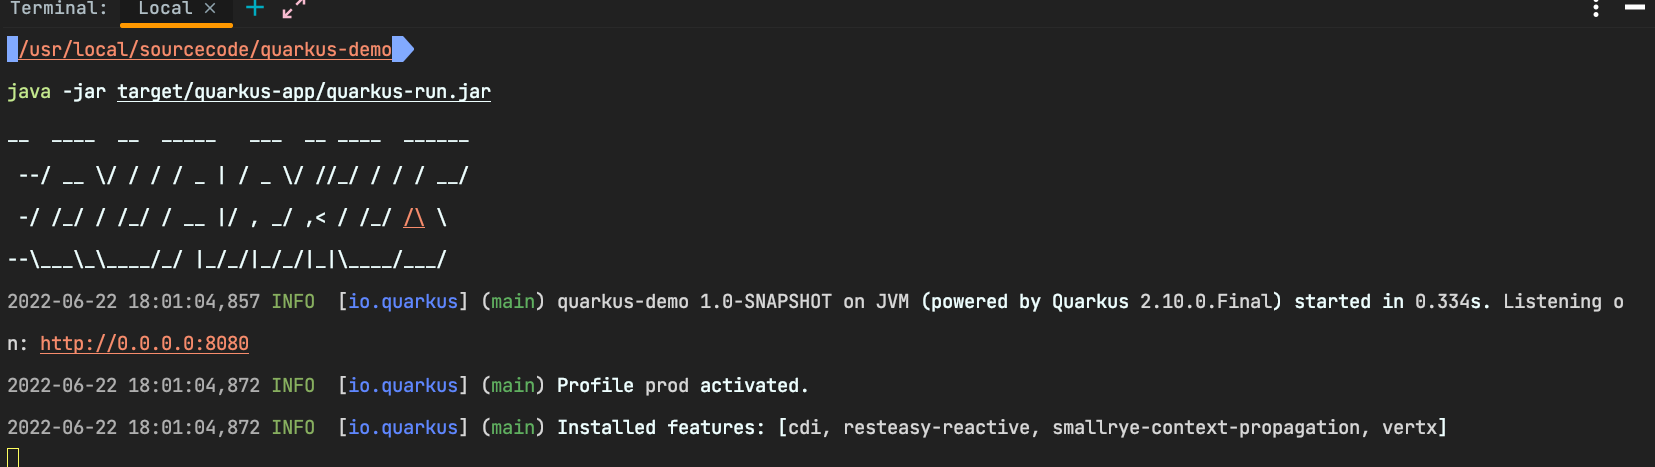 Terminal: Local × +
/usr/local/sourcecode/quarkus-demo
java -jar target/quarkus-app/quarkus-run.jar
__  ____  __  _____   ___  __ ____  ______
 --/ __ \/ / / / _ | / _ \/ //_/ / / / __/
 -/ /_/ / /_/ / __ |/ , _/ ,< / /_/ /\ \
--\___\_\____/_/ |_/_/|_/_/|_|\____/___/
2022-06-22 18:01:04,857 INFO  [io.quarkus] (main) quarkus-demo 1.0-SNAPSHOT on JVM (powered by Quarkus 2.10.0.Final) started in 0.334s. Listening o
n: http://0.0.0.0:8080
2022-06-22 18:01:04,872 INFO  [io.quarkus] (main) Profile prod activated.
2022-06-22 18:01:04,872 INFO  [io.quarkus] (main) Installed features: [cdi, resteasy-reactive, smallrye-context-propagation, vertx]